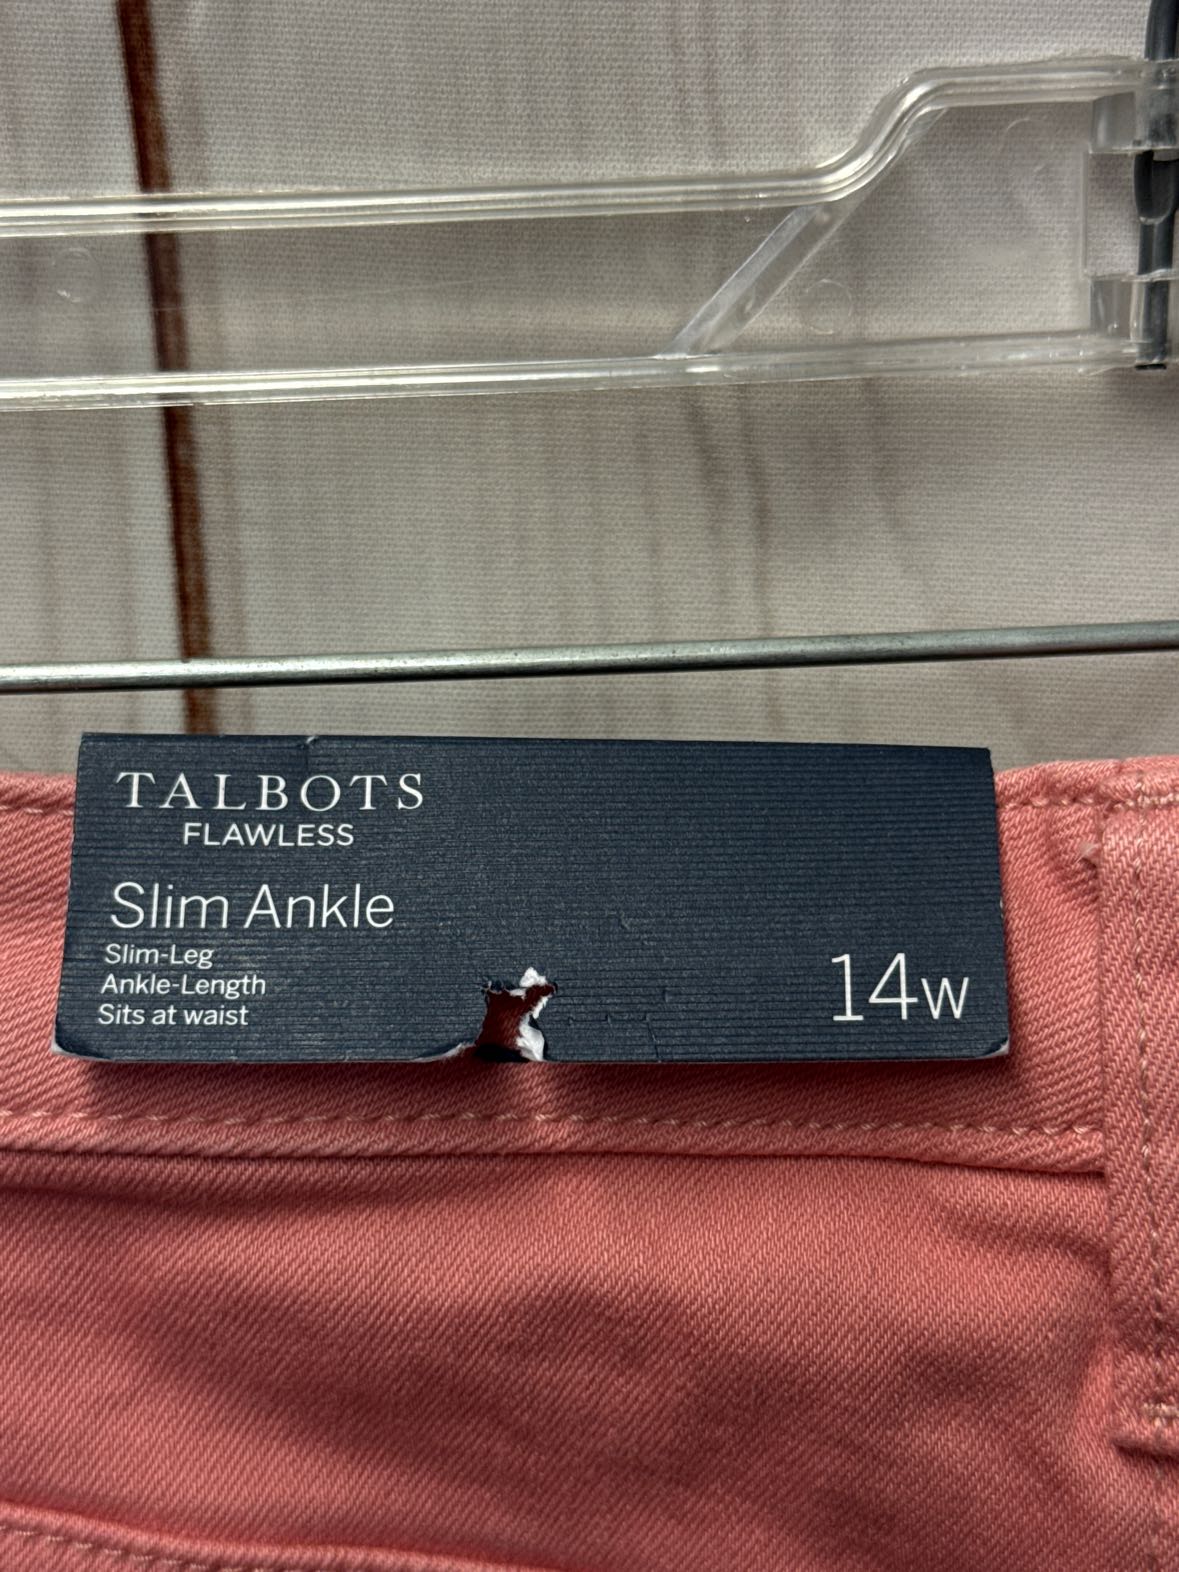 TALBOTS
FLAWLESS
Slim Ankle
Slim-Leg
Ankle-Length
Sits at waist
14w